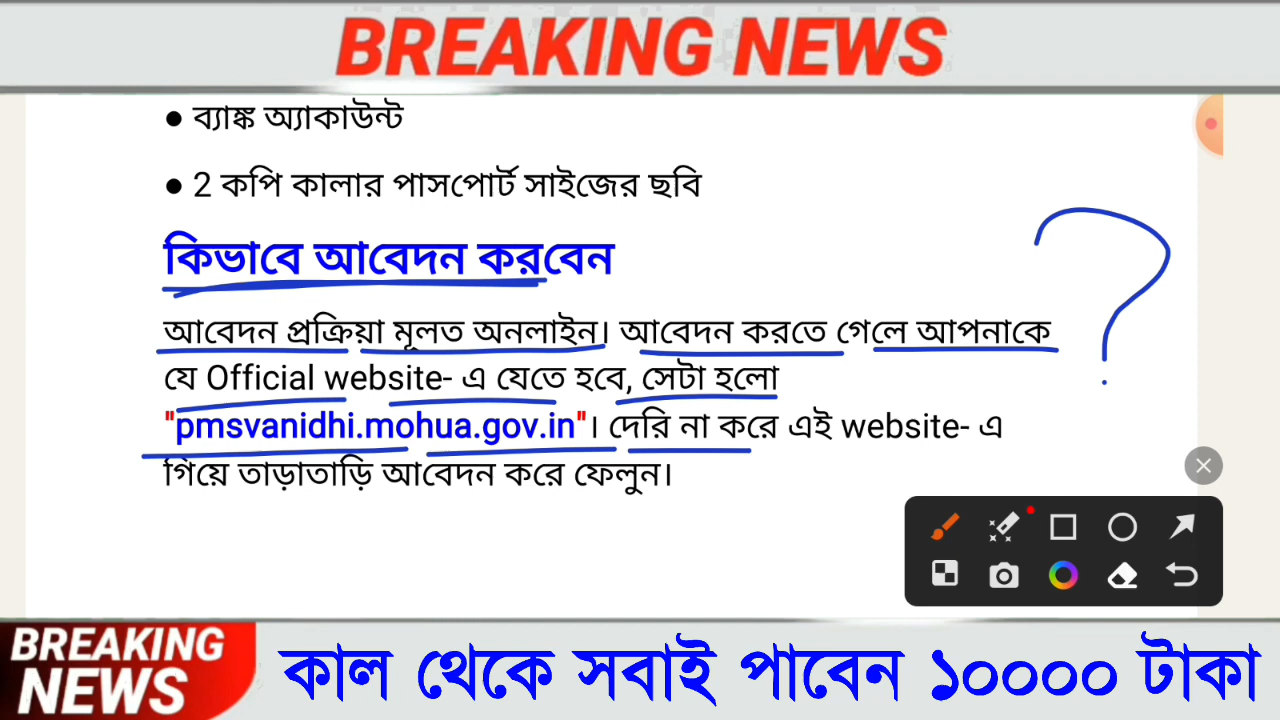 BREAKING NEWS
● ব্যাঙ্ক অ্যাকাউন্ট
● 2 কপি কালার পাসপোর্ট সাইজের ছবি
কিভাবে আবেদন করবেন
আবেদন প্রক্রিয়া মূলত অনলাইন। আবেদন করতে গেলে আপনাকে
যে Official website- এ যেতে হবে, সেটা হলো
"pmsvanidhi.mohua.gov.in"। দেরি না করে এই website- এ
গিয়ে তাড়াতাড়ি আবেদন করে ফেলুন।
?
BREAKING
NEWS
কাল থেকে সবাই পাবেন ১০০০০ টাকা